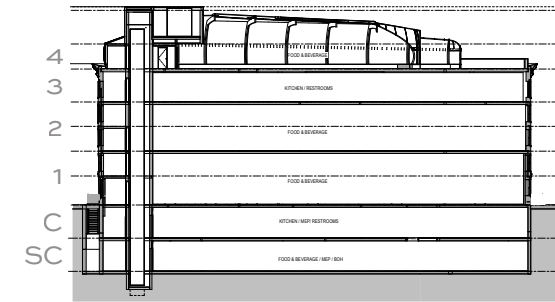 4
FOOD & BEVERAGE
3
KITCHEN / RESTROOMS
2
FOOD & BEVERAGE
1
FOOD & BEVERAGE
C
KITCHEN / MEP/ RESTROOMS
SC
FOOD & BEVERAGE / MEP / BOH